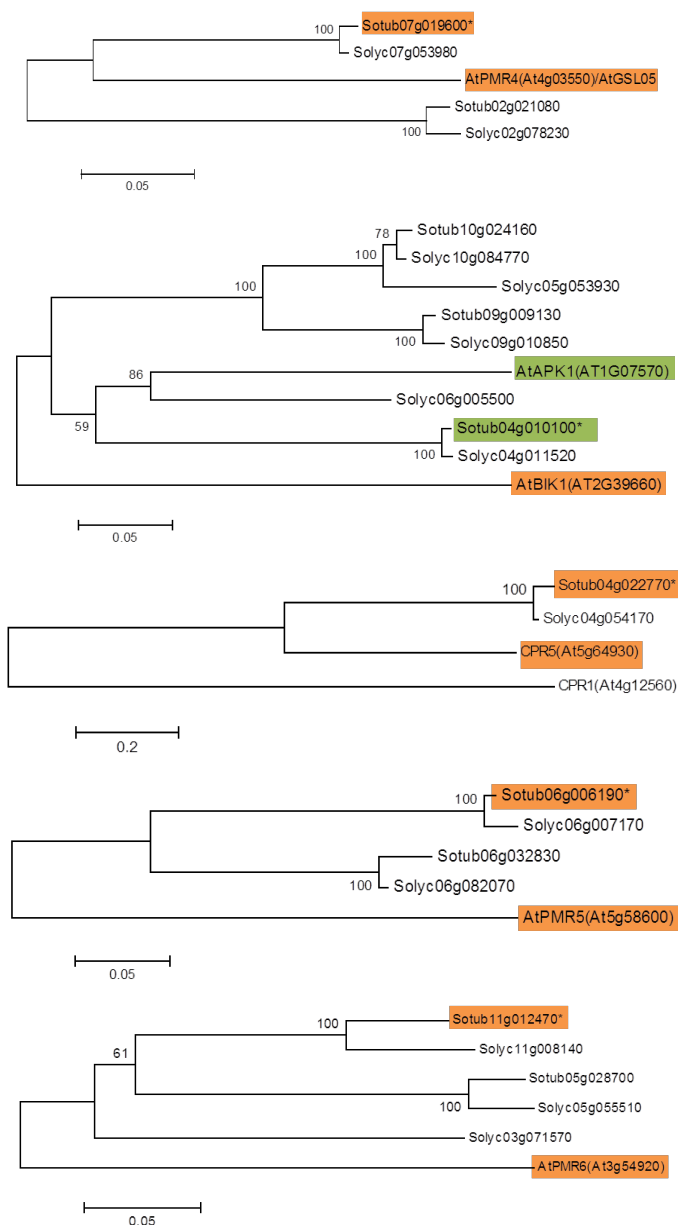 Sotub07g019600*
100
Solyc07g053980
AtPMR4(At4g03550)/AtGSL05
Sotub02g021080
100
Solyc02g078230
0.05
Sotub10g024160
78
100
Solyc10g084770
Solyc05g053930
100
Sotub09g009130
100
Solyc09g010850
AtAPK1(AT1G07570)
86
Solyc06g005500
59
Sotub04g010100*
100
Solyc04g011520
AtBIK1(AT2G39660)
0.05
Sotub04g022770*
100
Solyc04g054170
CPR5(At5g64930)
CPR1(At4g12560)
0.2
Sotub06g006190*
100
Solyc06g007170
Sotub06g032830
100
Solyc06g082070
AtPMR5(At5g58600)
0.05
Sotub11g012470*
100
Solyc11g008140
61
Sotub05g028700
100
Solyc05g055510
Solyc03g071570
AtPMR6(At3g54920)
0.05